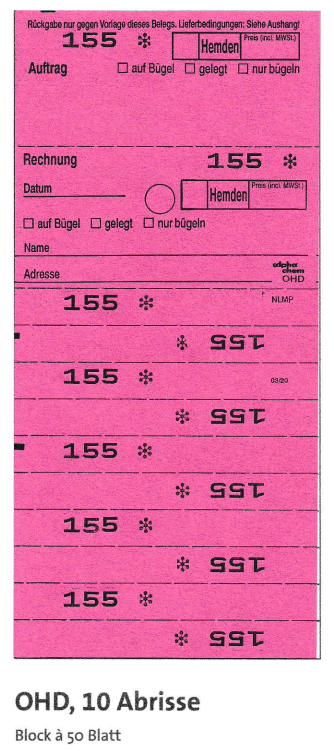 Rückgabe nur gegen Vorlage dieses Belegs. Lieferbedingungen: Siehe Aushang!
155 * Hemden Preis (incl. MWSt.)
Auftrag ☐ auf Bügel ☐ gelegt ☐ nur bügeln
Rechnung 155 *
Datum Hemden Preis (incl. MWSt.)
☐ auf Bügel ☐ gelegt ☐ nur bügeln
Name
Adresse alpha chem OHD
155 * NLMP
* 155
155 * 03/20
* 155
155 *
* 155
155 *
* 155
155 *
* 155
OHD, 10 Abrisse
Block à 50 Blatt